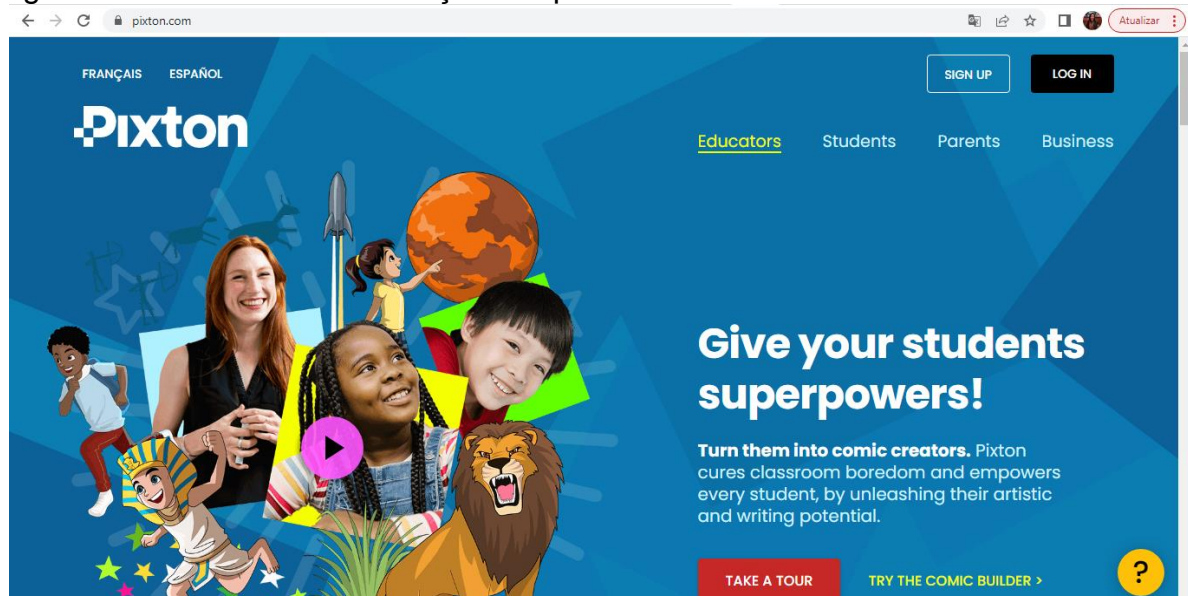 pixton.com
Atualizar
FRANÇAIS ESPAÑOL
SIGN UP LOG IN
Pixton
Educators Students Parents Business
Give your students
superpowers!
Turn them into comic creators. Pixton
cures classroom boredom and empowers
every student, by unleashing their artistic
and writing potential.
TAKE A TOUR TRY THE COMIC BUILDER >
?